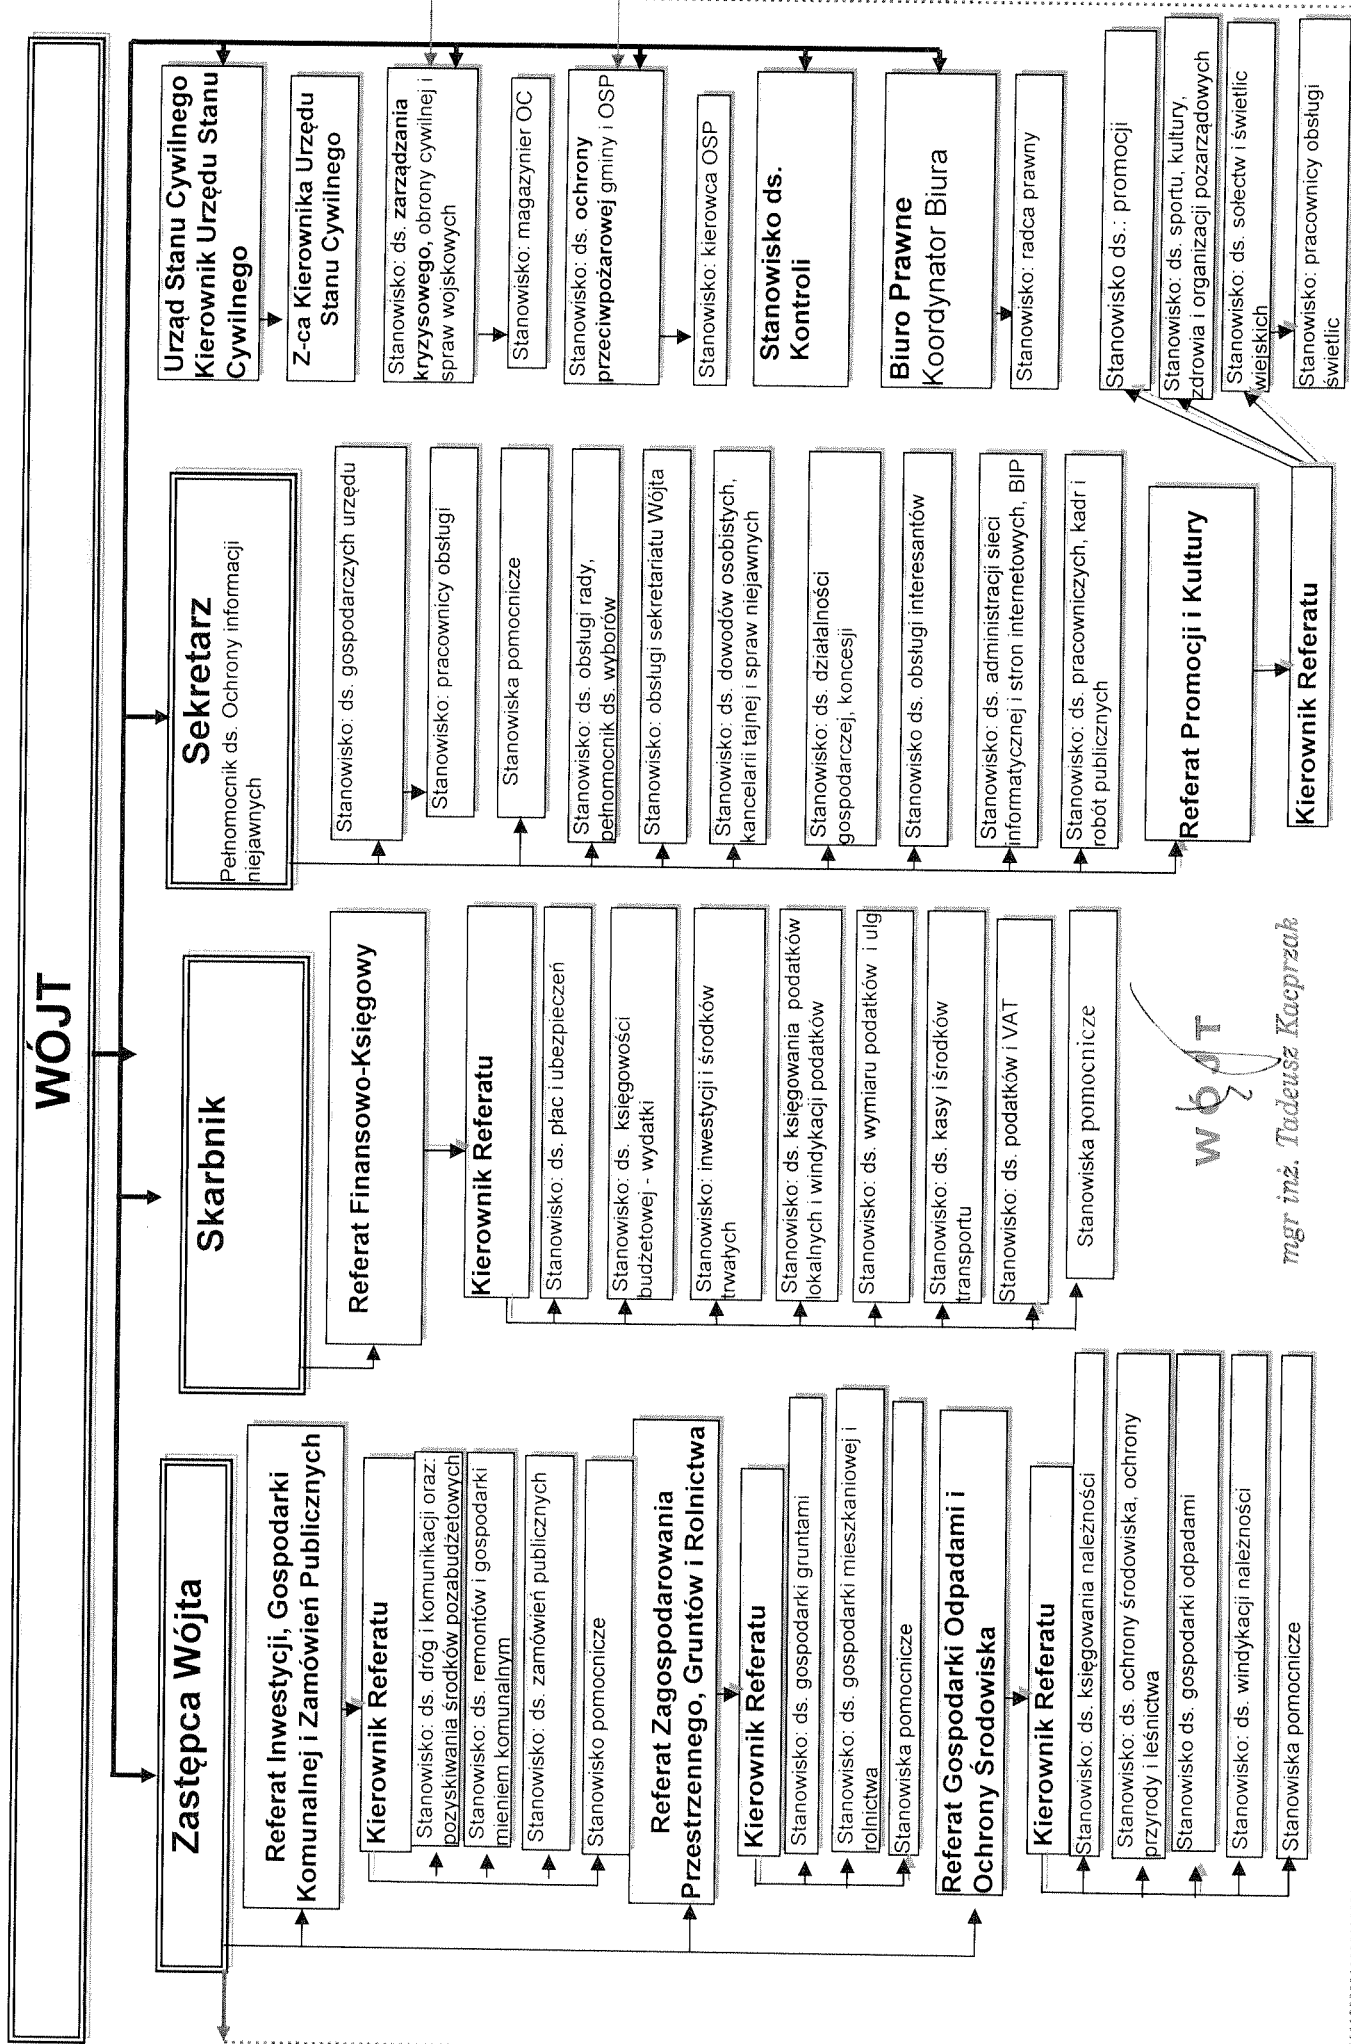 WÓJT
Zastępca Wójta
Referat Inwestycji, Gospodarki
Komunalnej i Zamówień Publicznych
Kierownik Referatu
Stanowisko: ds. dróg i komunikacji oraz:
pozyskiwania środków pozabudżetowych
Stanowisko: ds. remontów i gospodarki
mieniem komunalnym
Stanowisko: ds. zamówień publicznych
Stanowisko pomocnicze
Referat Zagospodarowania
Przestrzennego, Gruntów i Rolnictwa
Kierownik Referatu
Stanowisko: ds. gospodarki gruntami
Stanowisko: ds. gospodarki mieszkaniowej i
rolnictwa
Stanowiska pomocnicze
Referat Gospodarki Odpadami i
Ochrony Środowiska
Kierownik Referatu
Stanowisko: ds. księgowania należności
Stanowisko: ds. ochrony środowiska, ochrony
przyrody i leśnictwa
Stanowisko ds. gospodarki odpadami
Stanowisko: ds. windykacji należności
Stanowiska pomocnicze
Skarbnik
Referat Finansowo-Księgowy
Kierownik Referatu
Stanowisko: ds. płac i ubezpieczeń
Stanowisko: ds. księgowości
budżetowej - wydatki
Stanowisko: inwestycji i środków
trwałych
Stanowisko: ds. księgowania podatków
lokalnych i windykacji podatków
Stanowisko: ds. wymiaru podatków i ulg
Stanowisko: ds. kasy i środków
transportu
Stanowisko: ds. podatków i VAT
Stanowiska pomocnicze
WÓJT
mgr inż. Tadeusz Kacprzak
Sekretarz
Pełnomocnik ds. Ochrony informacji
niejawnych
Stanowisko: ds. gospodarczych urzędu
Stanowisko: pracownicy obsługi
Stanowiska pomocnicze
Stanowisko: ds. obsługi rady,
pełnomocnik ds. wyborów
Stanowisko: obsługi sekretariatu Wójta
Stanowisko: ds. dowodów osobistych,
kancelarii tajnej i spraw niejawnych
Stanowisko: ds. działalności
gospodarczej, koncesji
Stanowisko ds. obsługi interesantów
Stanowisko: ds. administracji sieci
informatycznej i stron internetowych, BIP
Stanowisko: ds. pracowniczych, kadr i
robót publicznych
Referat Promocji i Kultury
Kierownik Referatu
Urząd Stanu Cywilnego
Kierownik Urzędu Stanu
Cywilnego
Z-ca Kierownika Urzędu
Stanu Cywilnego
Stanowisko: ds. zarządzania
kryzysowego, obrony cywilnej i
spraw wojskowych
Stanowisko: magazynier OC
Stanowisko: ds. ochrony
przeciwpożarowej gminy i OSP
Stanowisko: kierowca OSP
Stanowisko ds.
Kontroli
Biuro Prawne
Koordynator Biura
Stanowisko: radca prawny
Stanowisko ds.: promocji
Stanowisko: ds. sportu, kultury,
zdrowia i organizacji pozarządowych
Stanowisko: ds. sołectw i świetlic
wiejskich
Stanowisko: pracownicy obsługi
świetlic